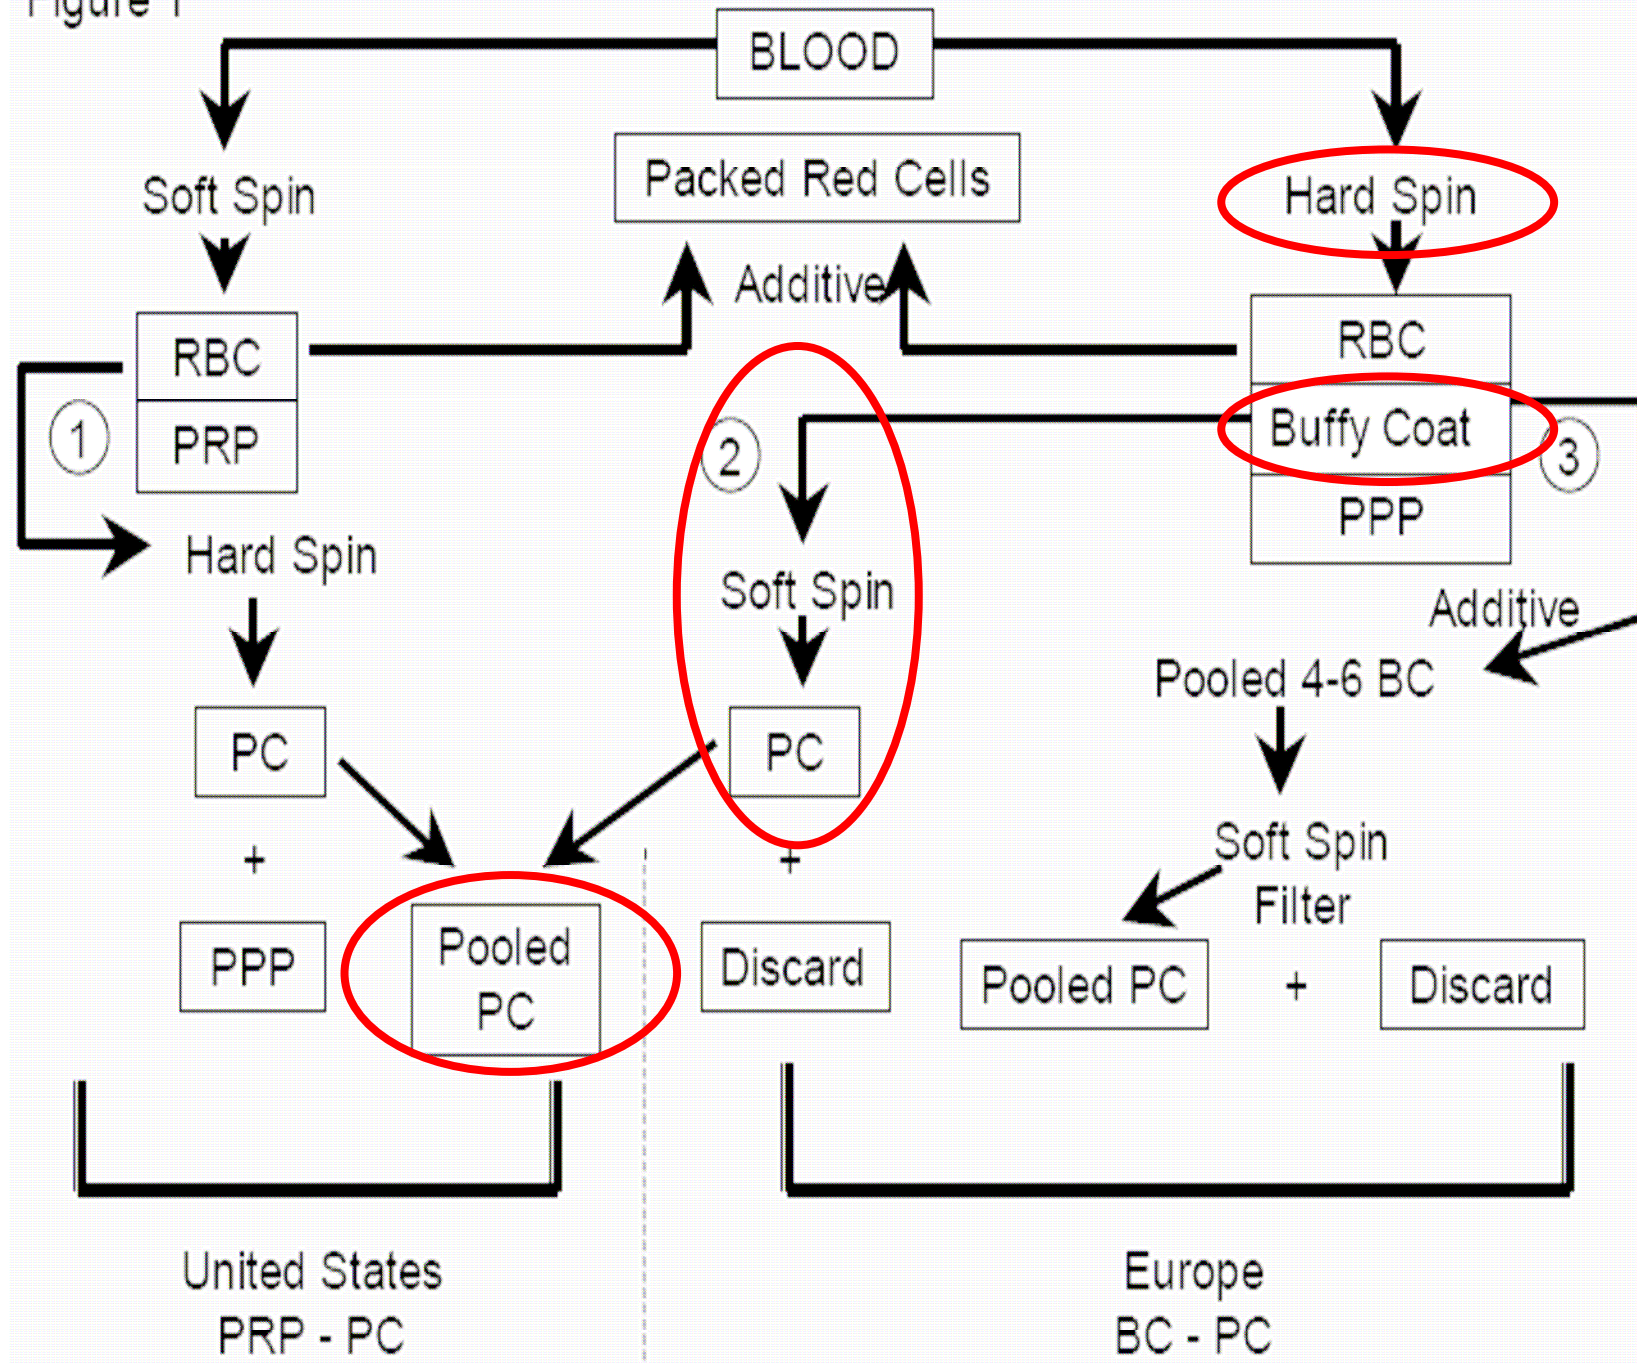 Figure 1
BLOOD
Packed Red Cells
Soft Spin
Hard Spin
Additive
RBC
PRP
1
RBC
Buffy Coat
PPP
2
3
Hard Spin
Soft Spin
Additive
Pooled 4-6 BC
PC
PC
Soft Spin
Filter
+
+
PPP
Pooled
PC
Discard
Pooled PC
+
Discard
United States
PRP - PC
Europe
BC - PC